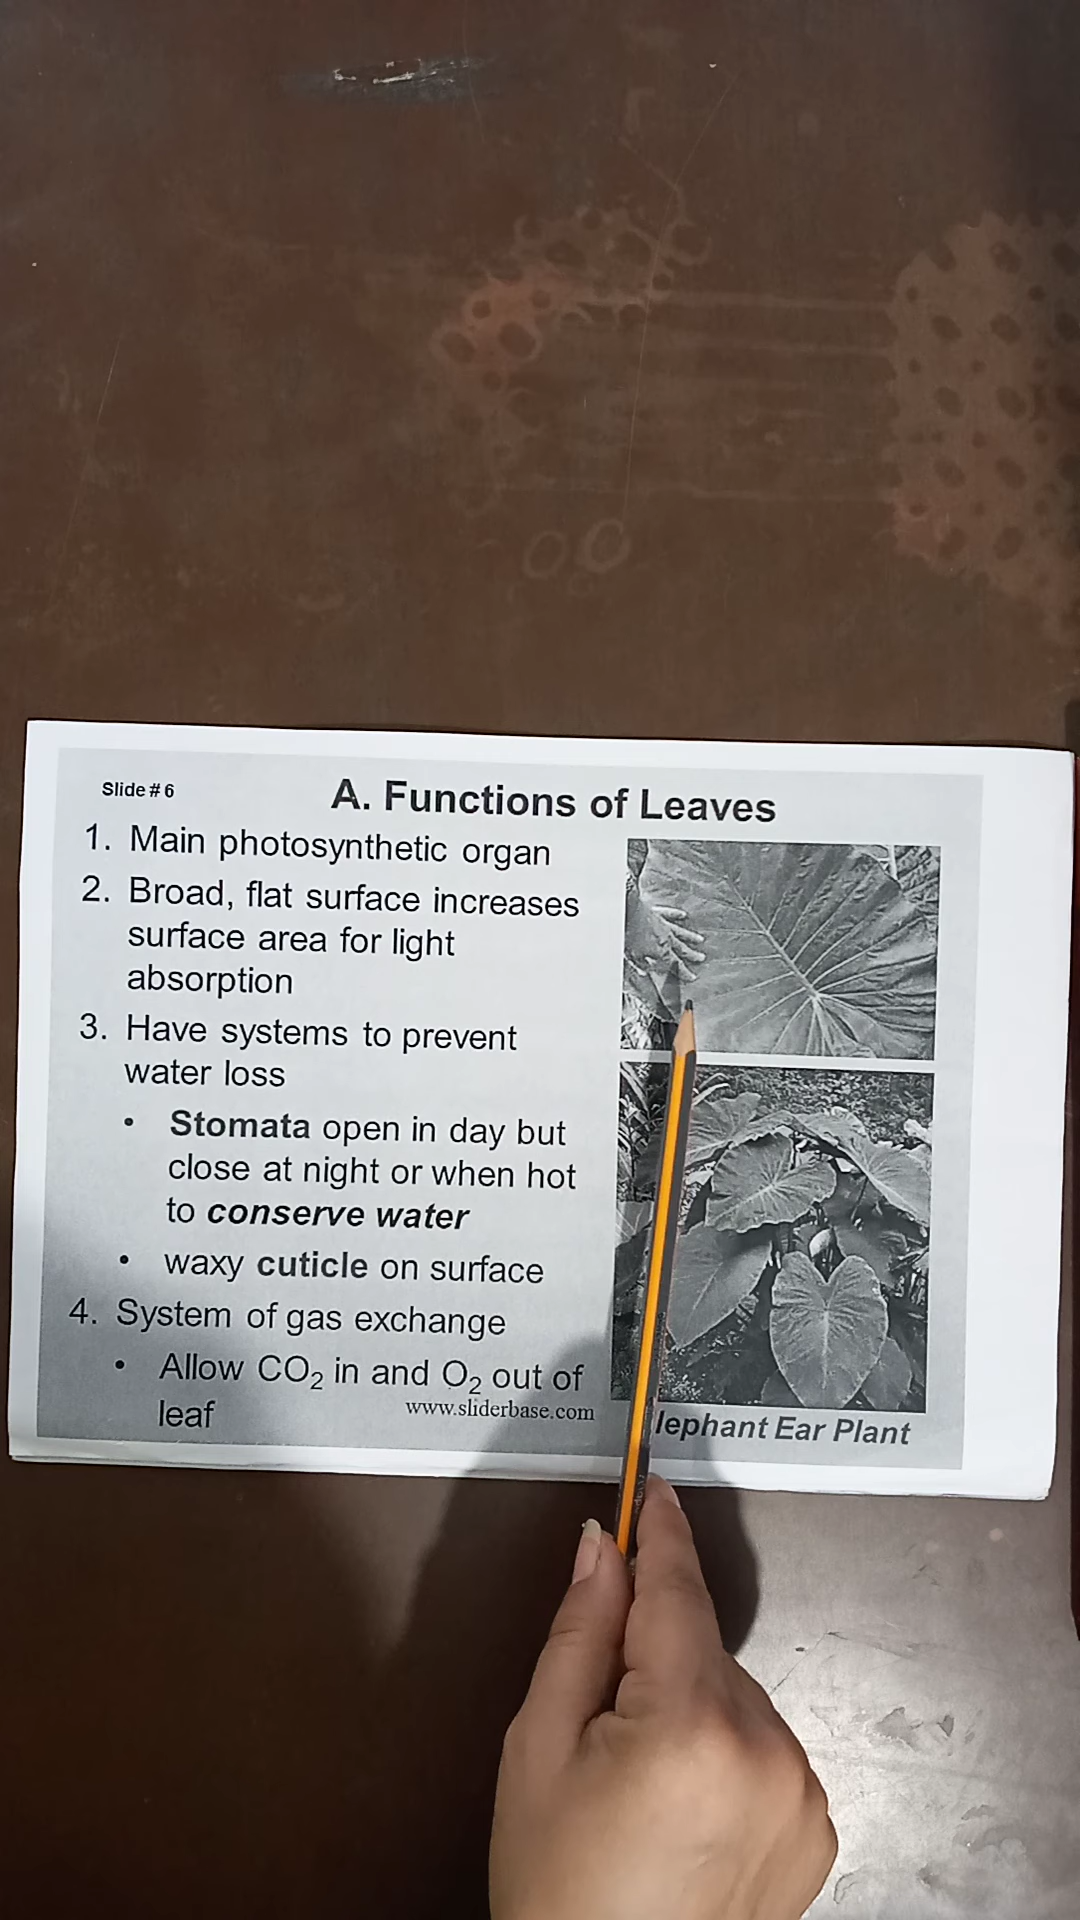 Slide # 6
A. Functions of Leaves
1. Main photosynthetic organ
2. Broad, flat surface increases
surface area for light
absorption
3. Have systems to prevent
water loss
• Stomata open in day but
close at night or when hot
to conserve water
• waxy cuticle on surface
4. System of gas exchange
• Allow CO₂ in and O₂ out of
leaf
www.sliderbase.com
lephant Ear Plant